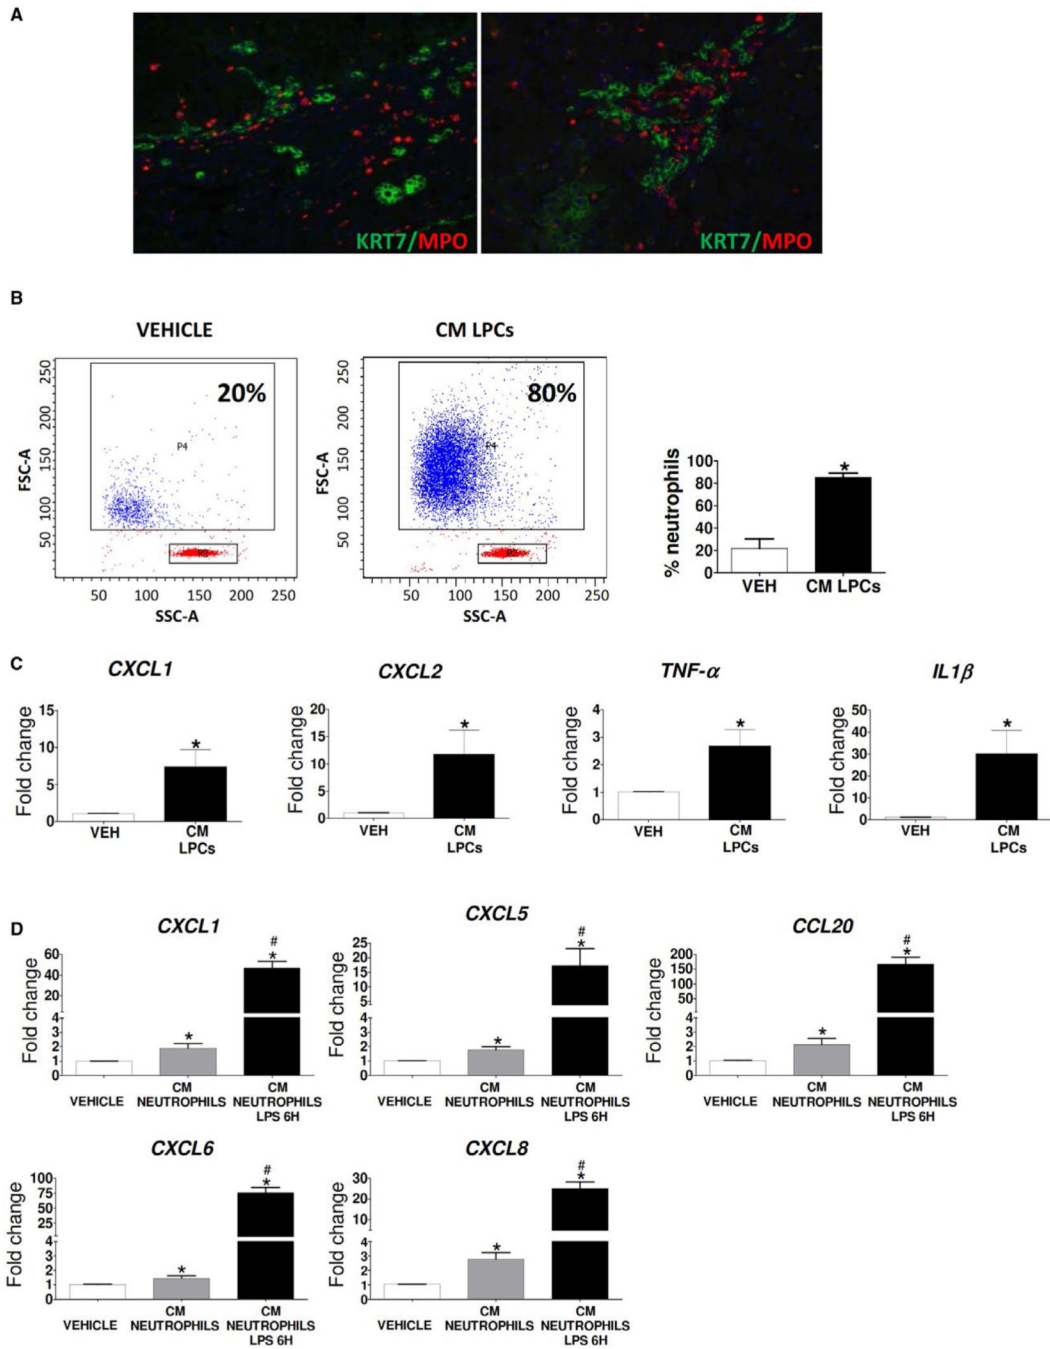 A
KRT7/MPO KRT7/MPO
B
VEHICLE CM LPCs
250 200 150 100 50
FSC-A
20%
P4
50 100 150 200 250
SSC-A
250 200 150 100 50
FSC-A
80%
P4
50 100 150 200 250
SSC-A
% neutrophils
100
80
60
40
20
0
*
VEH CM LPCs
C
CXCL1
Fold change
15
10
5
0
*
VEH CM
LPCs
CXCL2
Fold change
20
15
10
5
0
*
VEH CM
LPCs
TNF-α
Fold change
4
3
2
1
0
*
VEH CM
LPCs
IL1β
Fold change
50
40
30
20
10
0
*
VEH CM
LPCs
D
CXCL1
Fold change
60
40
20
4
3
2
1
0
*
#
*
VEHICLE CM
NEUTROPHILS
CM
NEUTROPHILS
LPS 6H
CXCL5
Fold change
25
20
15
10
5
4
3
2
1
0
*
#
*
VEHICLE CM
NEUTROPHILS
CM
NEUTROPHILS
LPS 6H
CCL20
Fold change
200
150
100
50
4
3
2
1
0
*
#
*
VEHICLE CM
NEUTROPHILS
CM
NEUTROPHILS
LPS 6H
CXCL6
Fold change
100
75
50
25
4
3
2
1
0
*
#
*
VEHICLE CM
NEUTROPHILS
CM
NEUTROPHILS
LPS 6H
CXCL8
Fold change
30
20
10
4
3
2
1
0
*
#
*
VEHICLE CM
NEUTROPHILS
CM
NEUTROPHILS
LPS 6H